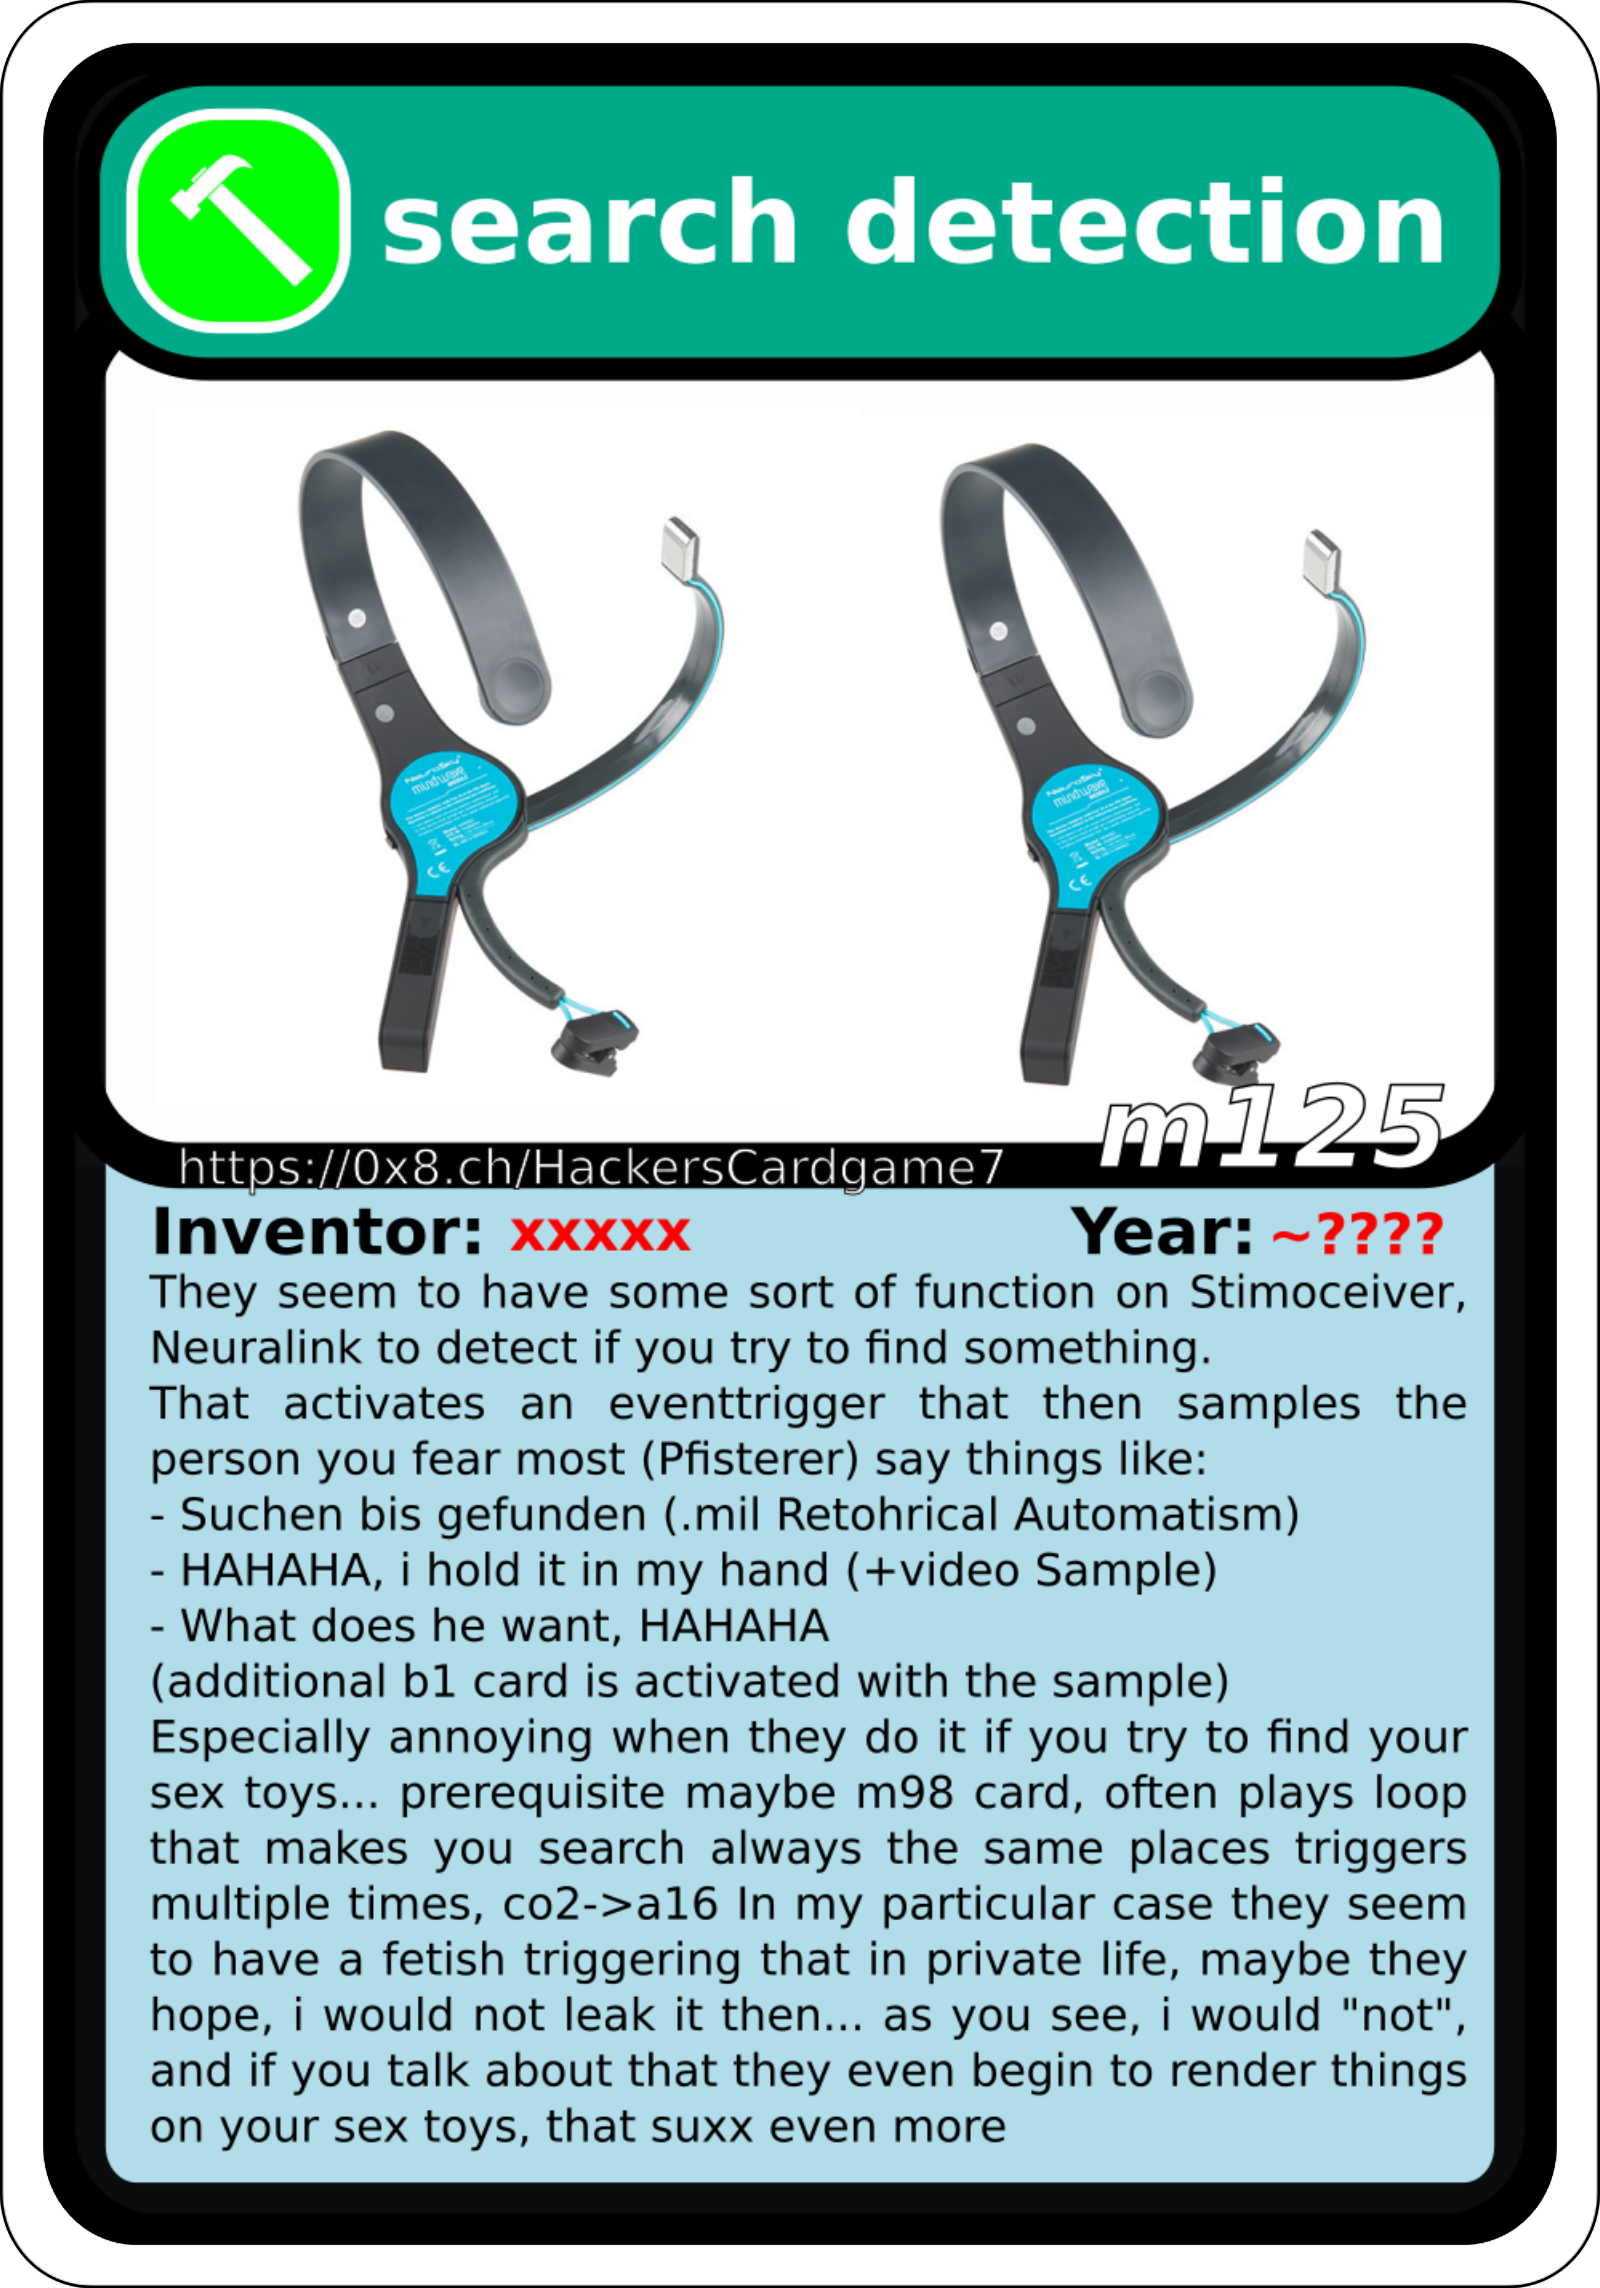 search detection
NeuroSky
mindwave
NeuroSky
mindwave
m125
https://0x8.ch/HackersCardgame7
Inventor: xxxxx Year: ~????
They seem to have some sort of function on Stimoceiver,
Neuralink to detect if you try to find something.
That activates an eventtrigger that then samples the
person you fear most (Pfisterer) say things like:
- Suchen bis gefunden (.mil Retohrical Automatism)
- HAHAHA, i hold it in my hand (+video Sample)
- What does he want, HAHAHA
(additional b1 card is activated with the sample)
Especially annoying when they do it if you try to find your
sex toys... prerequisite maybe m98 card, often plays loop
that makes you search always the same places triggers
multiple times, co2->a16 In my particular case they seem
to have a fetish triggering that in private life, maybe they
hope, i would not leak it then... as you see, i would "not",
and if you talk about that they even begin to render things
on your sex toys, that suxx even more